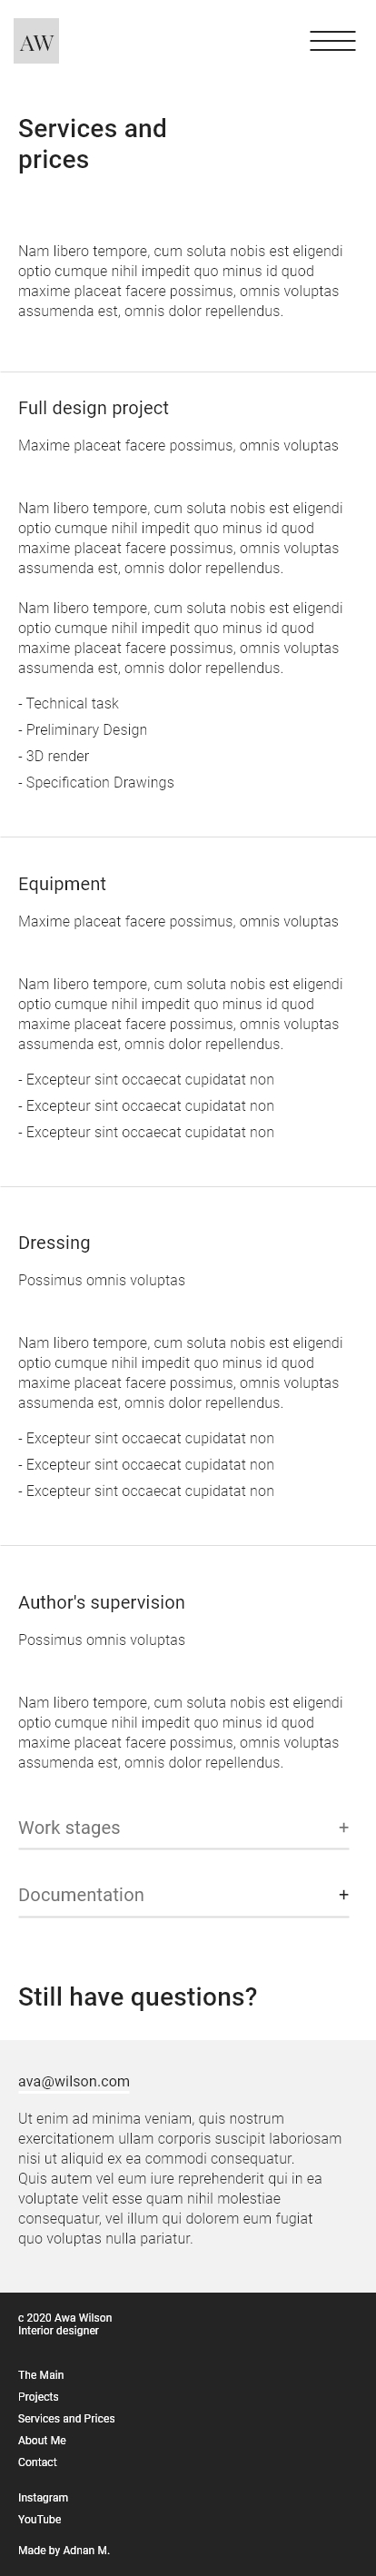 AW
Services and
prices
Nam libero tempore, cum soluta nobis est eligendi
optio cumque nihil impedit quo minus id quod
maxime placeat facere possimus, omnis voluptas
assumenda est, omnis dolor repellendus.
Full design project
Maxime placeat facere possimus, omnis voluptas
Nam libero tempore, cum soluta nobis est eligendi
optio cumque nihil impedit quo minus id quod
maxime placeat facere possimus, omnis voluptas
assumenda est, omnis dolor repellendus.
Nam libero tempore, cum soluta nobis est eligendi
optio cumque nihil impedit quo minus id quod
maxime placeat facere possimus, omnis voluptas
assumenda est, omnis dolor repellendus.
- Technical task
- Preliminary Design
- 3D render
- Specification Drawings
Equipment
Maxime placeat facere possimus, omnis voluptas
Nam libero tempore, cum soluta nobis est eligendi
optio cumque nihil impedit quo minus id quod
maxime placeat facere possimus, omnis voluptas
assumenda est, omnis dolor repellendus.
- Excepteur sint occaecat cupidatat non
- Excepteur sint occaecat cupidatat non
- Excepteur sint occaecat cupidatat non
Dressing
Possimus omnis voluptas
Nam libero tempore, cum soluta nobis est eligendi
optio cumque nihil impedit quo minus id quod
maxime placeat facere possimus, omnis voluptas
assumenda est, omnis dolor repellendus.
- Excepteur sint occaecat cupidatat non
- Excepteur sint occaecat cupidatat non
- Excepteur sint occaecat cupidatat non
Author's supervision
Possimus omnis voluptas
Nam libero tempore, cum soluta nobis est eligendi
optio cumque nihil impedit quo minus id quod
maxime placeat facere possimus, omnis voluptas
assumenda est, omnis dolor repellendus.
Work stages +
Documentation +
Still have questions?
ava@wilson.com
Ut enim ad minima veniam, quis nostrum
exercitationem ullam corporis suscipit laboriosam
nisi ut aliquid ex ea commodi consequatur.
Quis autem vel eum iure reprehenderit qui in ea
voluptate velit esse quam nihil molestiae
consequatur, vel illum qui dolorem eum fugiat
quo voluptas nulla pariatur.
c 2020 Awa Wilson
Interior designer
The Main
Projects
Services and Prices
About Me
Contact
Instagram
YouTube
Made by Adnan M.